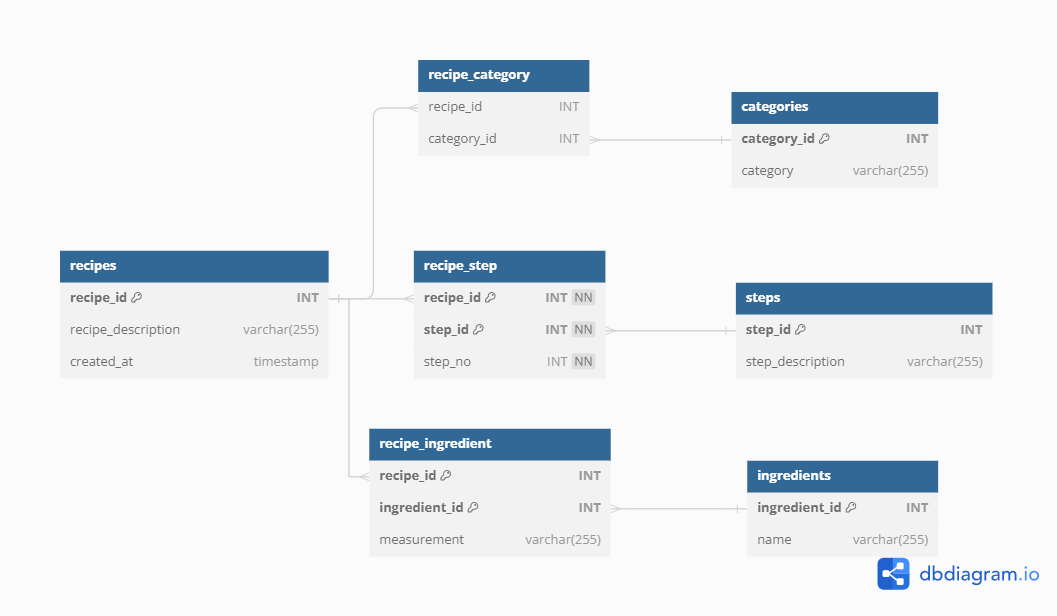 recipe_category
recipe_id INT
category_id INT
categories
category_id INT
category varchar(255)
recipes
recipe_id INT
recipe_description varchar(255)
created_at timestamp
recipe_step
recipe_id INT NN
step_id INT NN
step_no INT NN
steps
step_id INT
step_description varchar(255)
recipe_ingredient
recipe_id INT
ingredient_id INT
measurement varchar(255)
ingredients
ingredient_id INT
name varchar(255)
dbdiagram.io